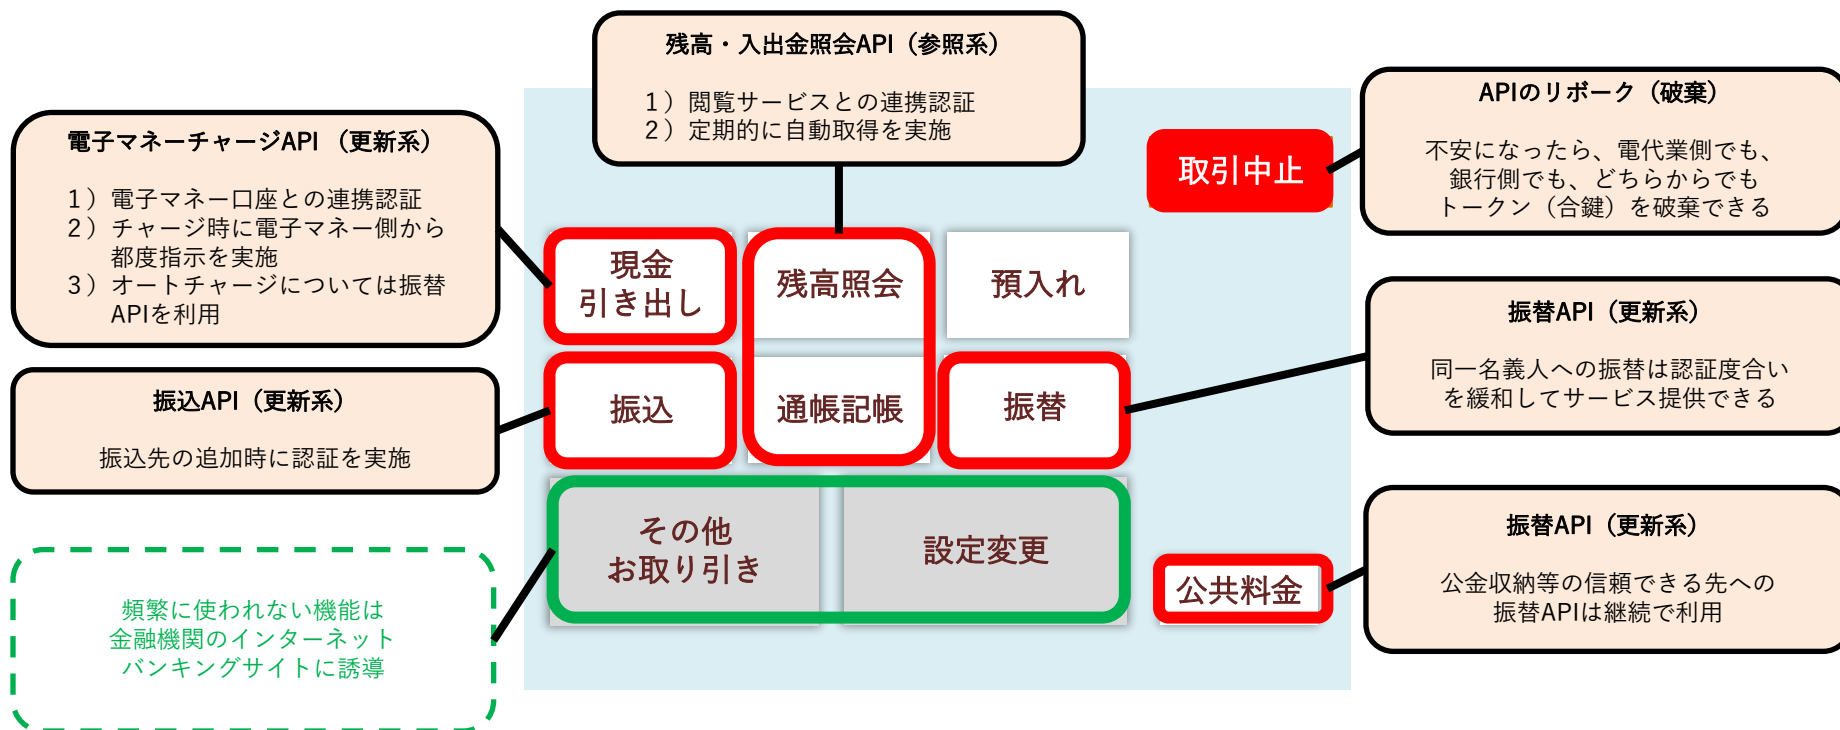 残高・入出金照会API（参照系）
1）閲覧サービスとの連携認証
2）定期的に自動取得を実施
電子マネーチャージAPI （更新系）
1）電子マネー口座との連携認証
2）チャージ時に電子マネー側から
都度指示を実施
3）オートチャージについては振替
APIを利用
振込API（更新系）
振込先の追加時に認証を実施
頻繁に使われない機能は
金融機関のインターネット
バンキングサイトに誘導
取引中止
現金
引き出し
残高照会
預入れ
振込
通帳記帳
振替
その他
お取り引き
設定変更
公共料金
APIのリボーク（破棄）
不安になったら、電代業側でも、
銀行側でも、どちらからでも
トークン（合鍵）を破棄できる
振替API（更新系）
同一名義人への振替は認証度合い
を緩和してサービス提供できる
振替API（更新系）
公金収納等の信頼できる先への
振替APIは継続で利用